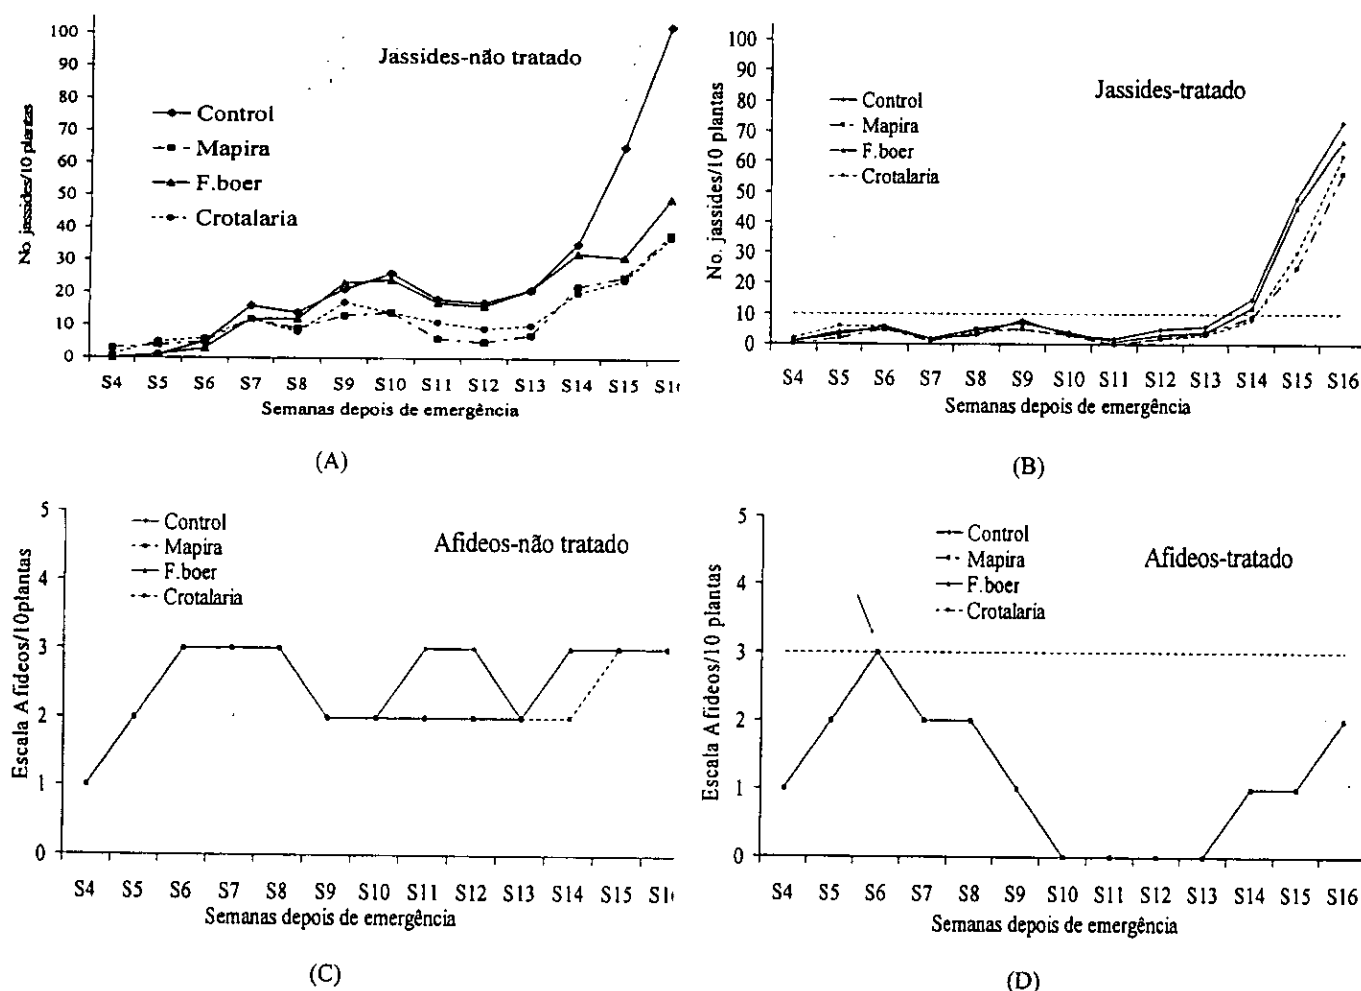 Jassides-não tratado
No. jassides/10 plantas
100
90
80
70
60
50
40
30
20
10
0
Control
Mapira
F.boer
Crotalaria
S4 S5 S6 S7 S8 S9 S10 S11 S12 S13 S14 S15 S16
Semanas depois de emergência
(A)
Jassides-tratado
No. jassides/10 plantas
100
90
80
70
60
50
40
30
20
10
0
Control
Mapira
F.boer
Crotalaria
S4 S5 S6 S7 S8 S9 S10 S11 S12 S13 S14 S15 S16
Semanas depois de emergência
(B)
Afideos-não tratado
Escala Afideos/10plantas
5
4
3
2
1
0
Control
Mapira
F.boer
Crotalaria
S4 S5 S6 S7 S8 S9 S10 S11 S12 S13 S14 S15 S16
Semanas depois de emergência
(C)
Afideos-tratado
Escala Afideos/10 plantas
5
4
3
2
1
0
Control
Mapira
F.boer
Crotalaria
S4 S5 S6 S7 S8 S9 S10 S11 S12 S13 S14 S15 S16
Semanas depois de emergência
(D)